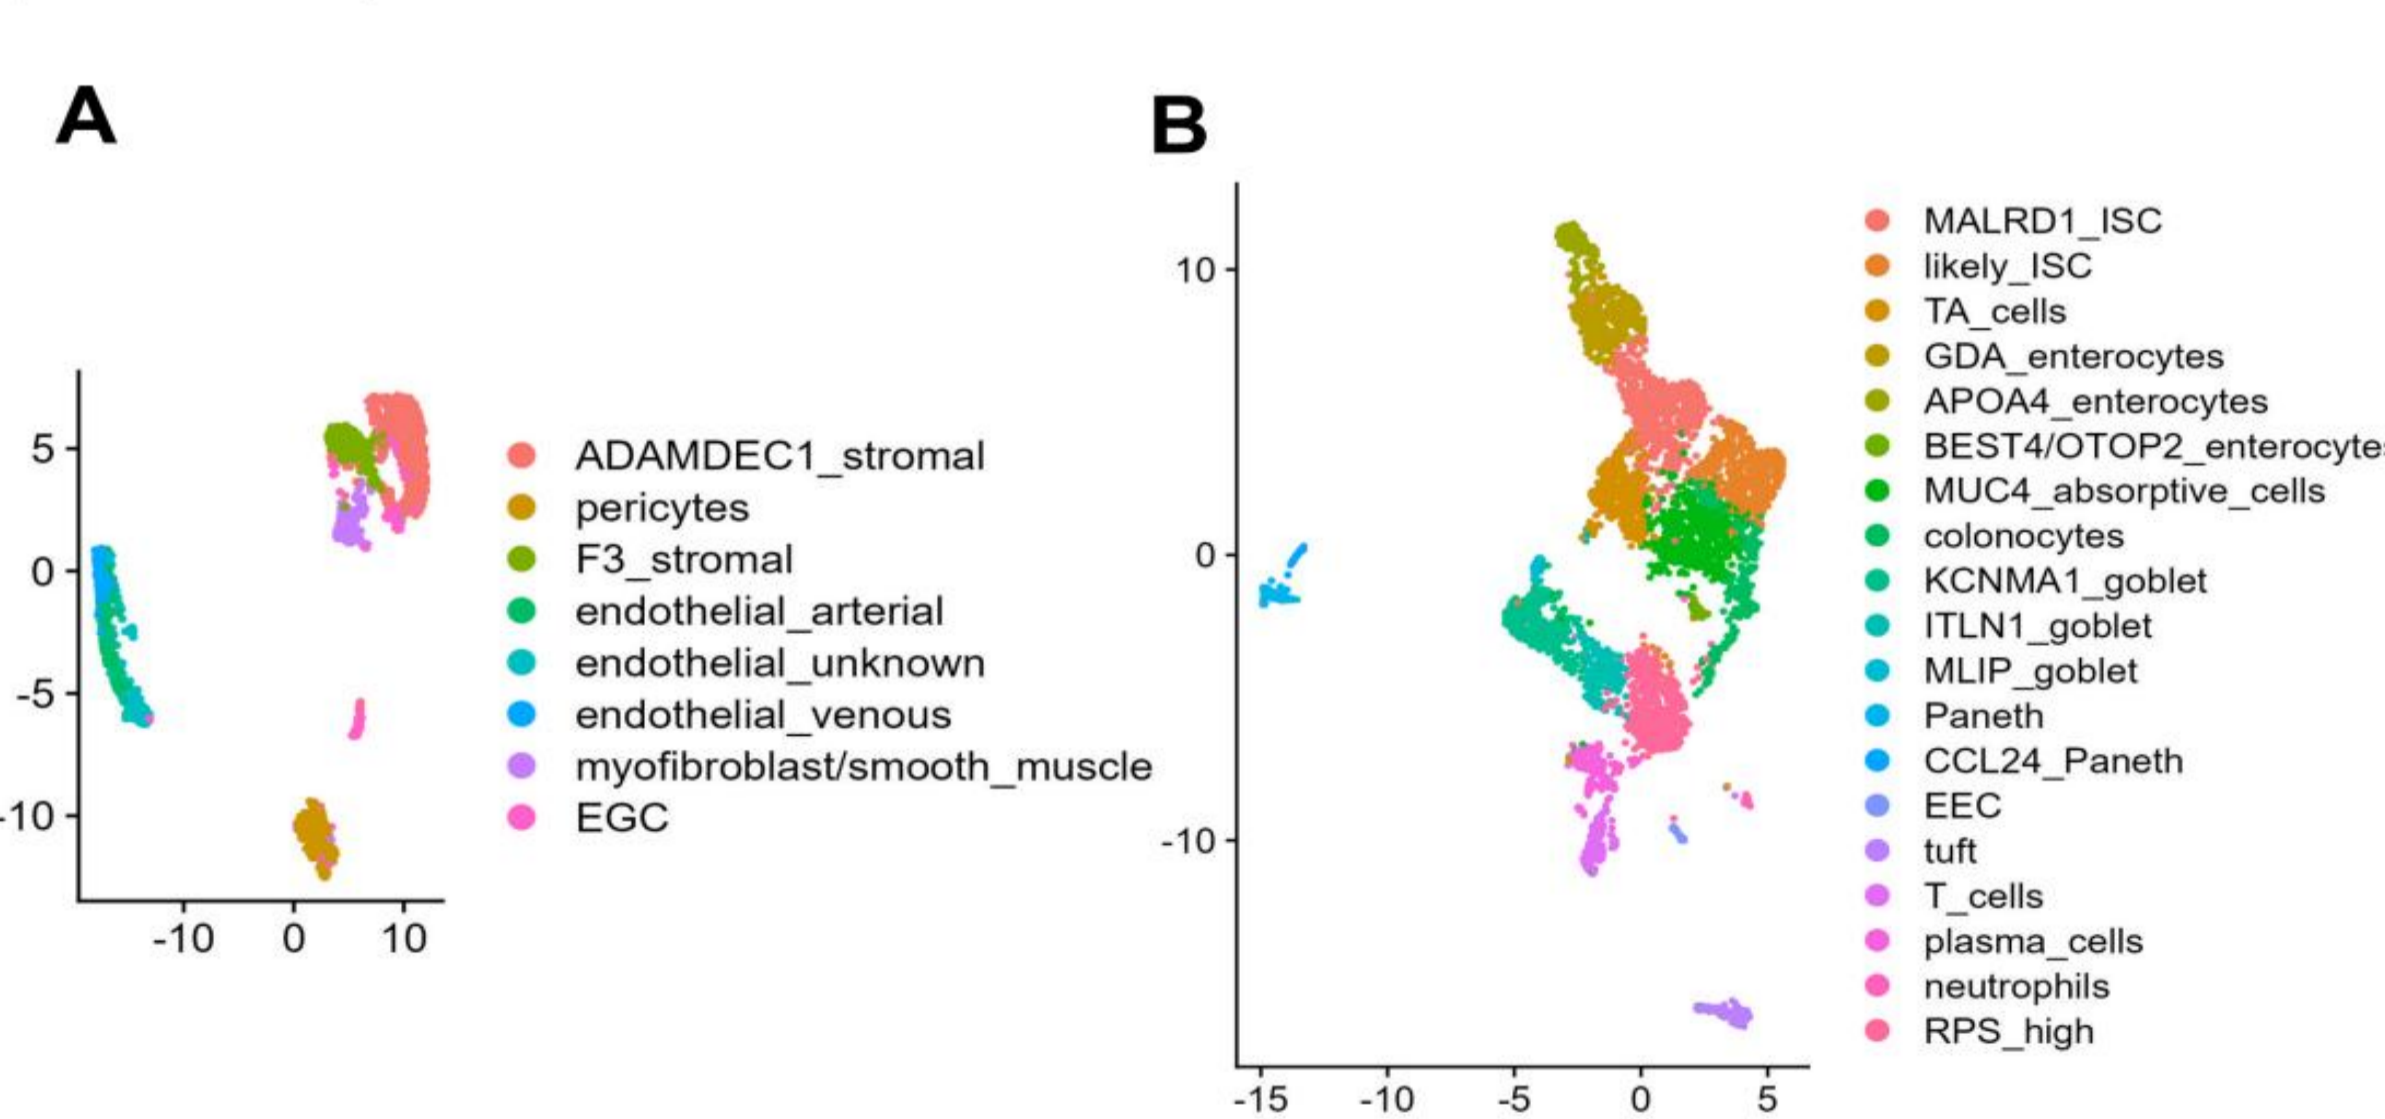 A
5
0
-5
-10
-10 0 10
ADAMDEC1_stromal
pericytes
F3_stromal
endothelial_arterial
endothelial_unknown
endothelial_venous
myofibroblast/smooth_muscle
EGC
B
10
0
-10
-15 -10 -5 0 5
MALRD1_ISC
likely_ISC
TA_cells
GDA_enterocytes
APOA4_enterocytes
BEST4/OTOP2_enterocytes
MUC4_absorptive_cells
colonocytes
KCNMA1_goblet
ITLN1_goblet
MLIP_goblet
Paneth
CCL24_Paneth
EEC
tuft
T_cells
plasma_cells
neutrophils
RPS_high